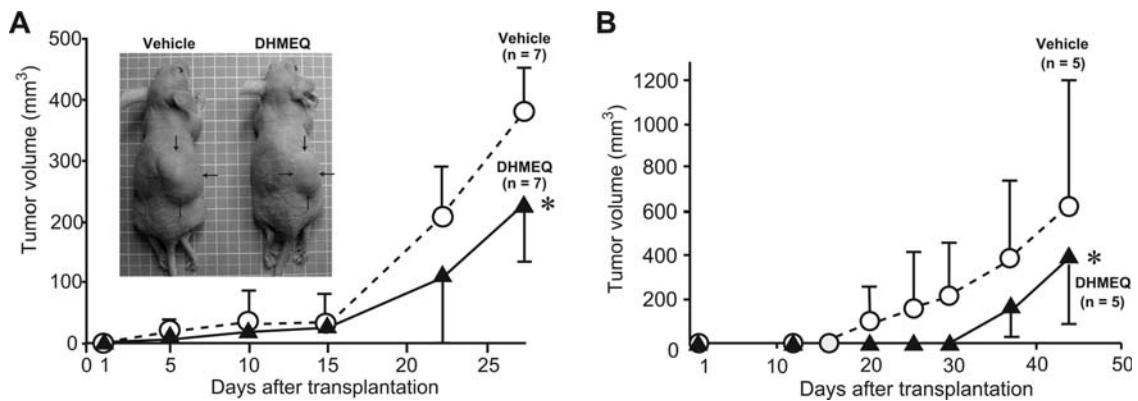 A
Tumor volume (mm³)
500
400
300
200
100
0
Vehicle
DHMEQ
Vehicle
(n = 7)
DHMEQ
(n = 7)
*
0 1 5 10 15 20 25
Days after transplantation
B
Tumor volume (mm³)
1200
1000
800
600
400
200
0
Vehicle
(n = 5)
*
DHMEQ
(n = 5)
1 10 20 30 40 50
Days after transplantation